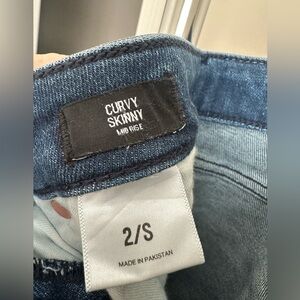 CURVY
SKINNY
MID RISE
2/S
MADE IN PAKISTAN